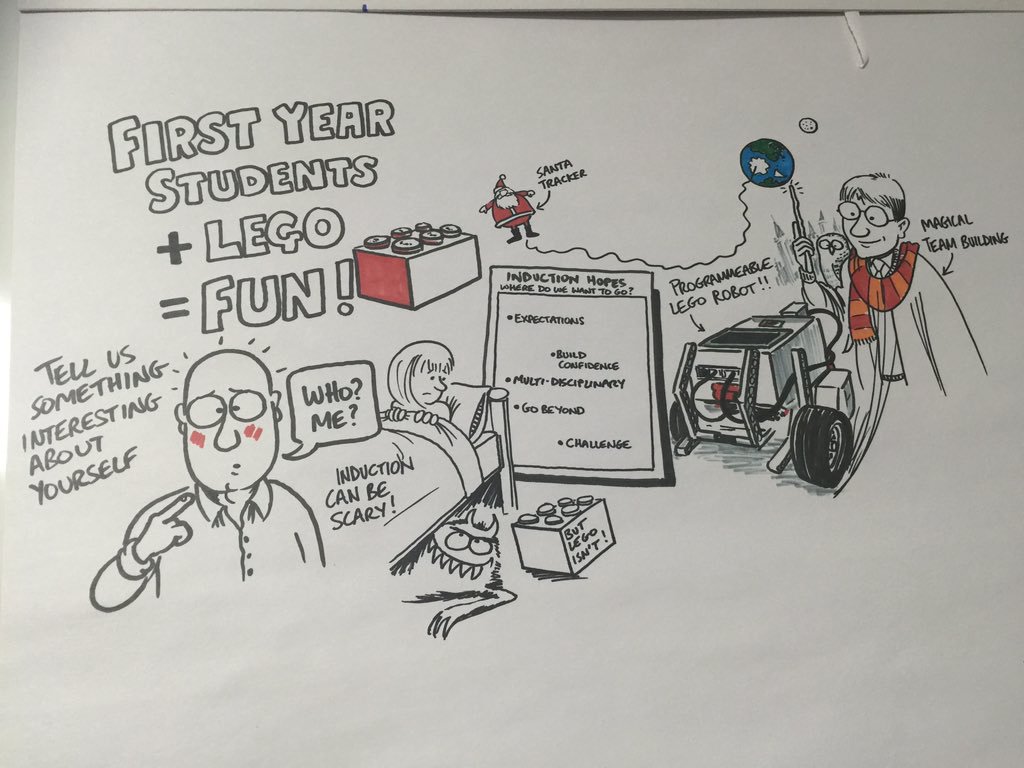 FIRST YEAR
STUDENTS
+ LEGO
= FUN!
SANTA
TRACKER
MAGICAL
TEAM BUILDING
PROGRAMMEABLE
LEGO ROBOT!!
INDUCTION HOPES
WHERE DO WE WANT TO GO?
• EXPECTATIONS
• BUILD
CONFIDENCE
• MULTI-DISCIPLINARY
• GO BEYOND
• CHALLENGE
TELL US
SOMETHING
INTERESTING
ABOUT
YOURSELF
WHO?
ME?
INDUCTION
CAN BE
SCARY!
BUT
LEGO
ISN'T!